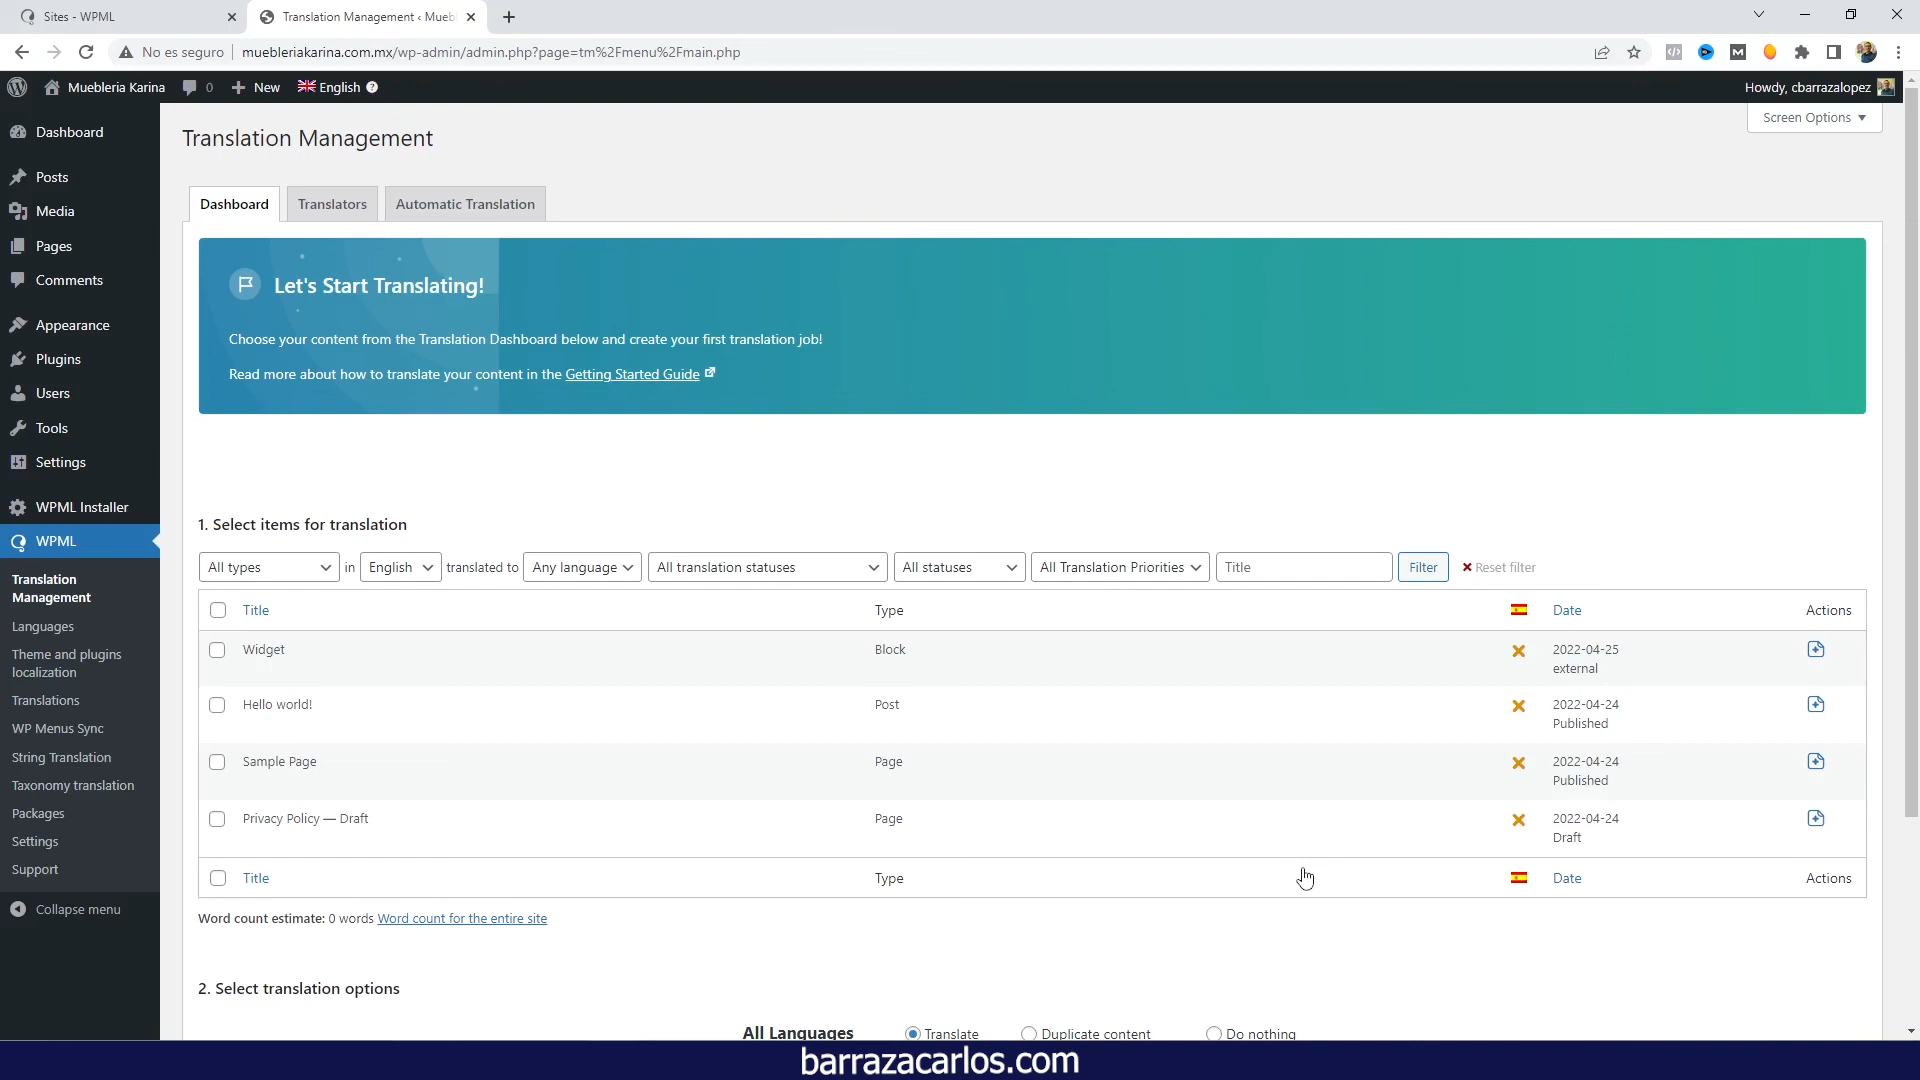 Sites - WPML
Translation Management ‹ Muebl
No es seguro
muebleriakarina.com.mx/wp-admin/admin.php?page=tm%2Fmenu%2Fmain.php
Muebleria Karina
0
New
English
Howdy, cbarrazalopez
Screen Options
Dashboard
Posts
Media
Pages
Comments
Appearance
Plugins
Users
Tools
Settings
WPML Installer
WPML
Translation
Management
Languages
Theme and plugins
localization
Translations
WP Menus Sync
String Translation
Taxonomy translation
Packages
Settings
Support
Collapse menu
Translation Management
Dashboard Translators Automatic Translation
Let's Start Translating!
Choose your content from the Translation Dashboard below and create your first translation job!
Read more about how to translate your content in the Getting Started Guide
1. Select items for translation
All types in English translated to Any language All translation statuses All statuses All Translation Priorities Title Filter Reset filter
Title Type Date Actions
Widget Block 2022-04-25
external
Hello world! Post 2022-04-24
Published
Sample Page Page 2022-04-24
Published
Privacy Policy — Draft Page 2022-04-24
Draft
Title Type Date Actions
Word count estimate: 0 words Word count for the entire site
2. Select translation options
All Languages Translate Duplicate content Do nothing
barrazacarlos.com